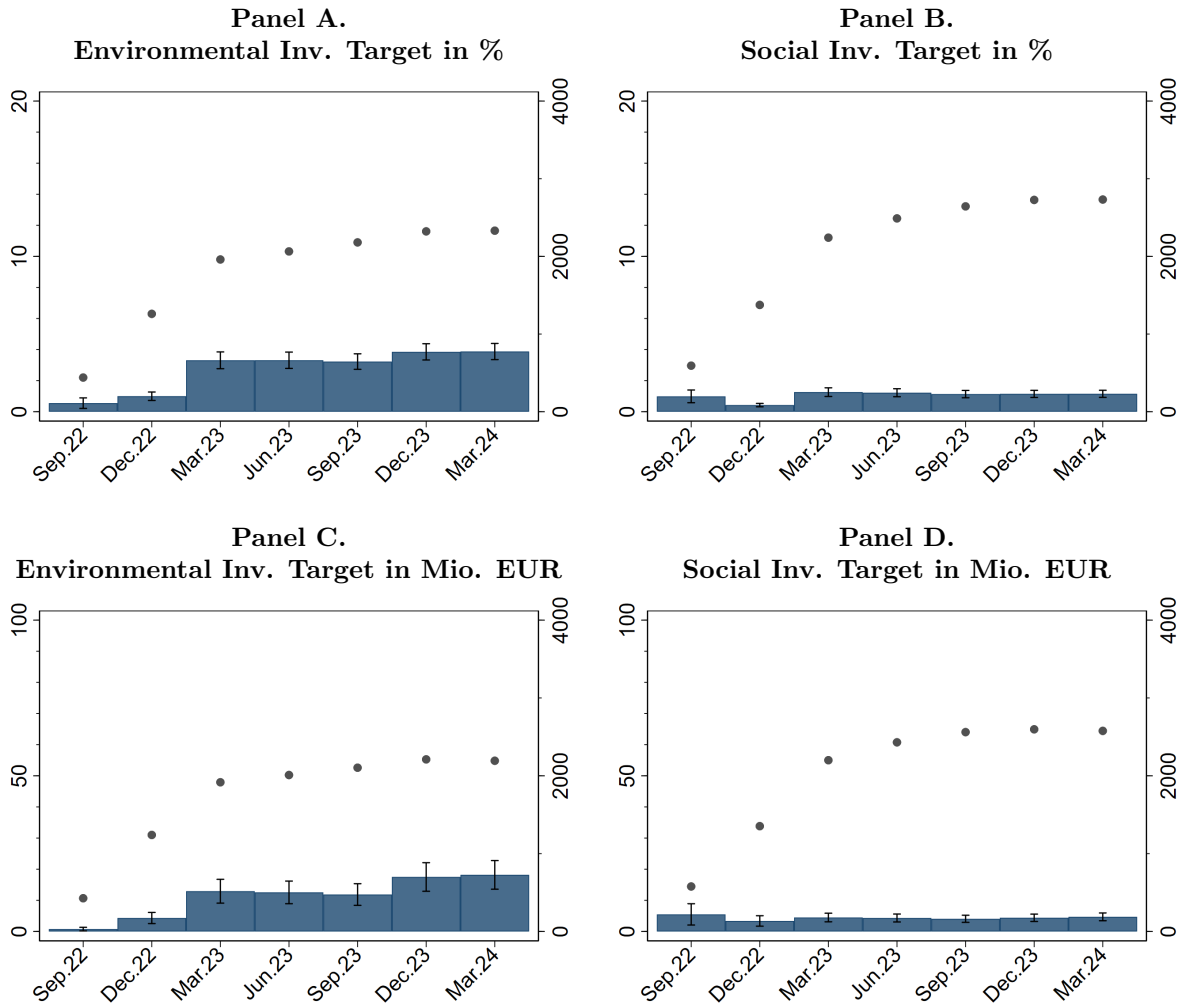 Panel A.
Environmental Inv. Target in %
20
10
0
4000
2000
0
Sep.22
Dec.22
Mar.23
Jun.23
Sep.23
Dec.23
Mar.24
Panel B.
Social Inv. Target in %
20
10
0
4000
2000
0
Sep.22
Dec.22
Mar.23
Jun.23
Sep.23
Dec.23
Mar.24
Panel C.
Environmental Inv. Target in Mio. EUR
100
50
0
4000
2000
0
Sep.22
Dec.22
Mar.23
Jun.23
Sep.23
Dec.23
Mar.24
Panel D.
Social Inv. Target in Mio. EUR
100
50
0
4000
2000
0
Sep.22
Dec.22
Mar.23
Jun.23
Sep.23
Dec.23
Mar.24